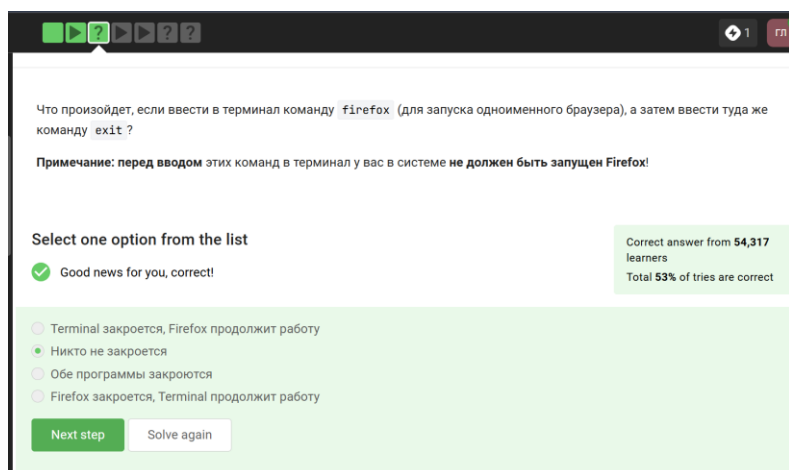 ?
?
?
1
ГЛ
Что произойдет, если ввести в терминал команду firefox (для запуска одноименного браузера), а затем ввести туда же
команду exit ?
Примечание: перед вводом этих команд в терминал у вас в системе не должен быть запущен Firefox!
Select one option from the list
Good news for you, correct!
Correct answer from 54,317
learners
Total 53% of tries are correct
Terminal закроется, Firefox продолжит работу
Никто не закроется
Обе программы закроются
Firefox закроется, Terminal продолжит работу
Next step
Solve again